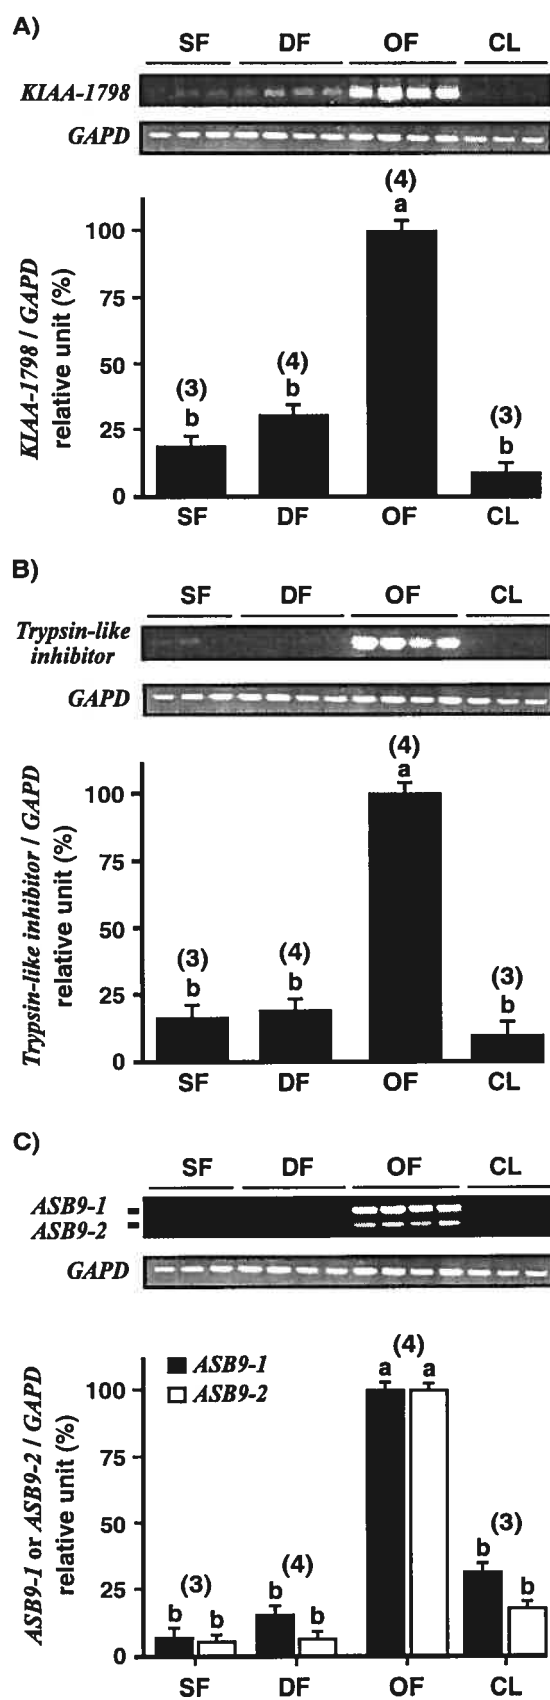 A)
SF DF OF CL
KIAA-1798
GAPD
KIAA-1798 / GAPD
relative unit (%)
100
75
50
25
0
(3) (4) (4) (3)
b b a b
SF DF OF CL
B)
SF DF OF CL
Trypsin-like
inhibitor
GAPD
Trypsin-like inhibitor / GAPD
relative unit (%)
100
75
50
25
0
(3) (4) (4) (3)
b b a b
SF DF OF CL
C)
SF DF OF CL
ASB9-1
ASB9-2
GAPD
ASB9-1 or ASB9-2 / GAPD
relative unit (%)
ASB9-1
ASB9-2
100
75
50
25
0
(3) (4) (4) (3)
b b b b a a b b
SF DF OF CL